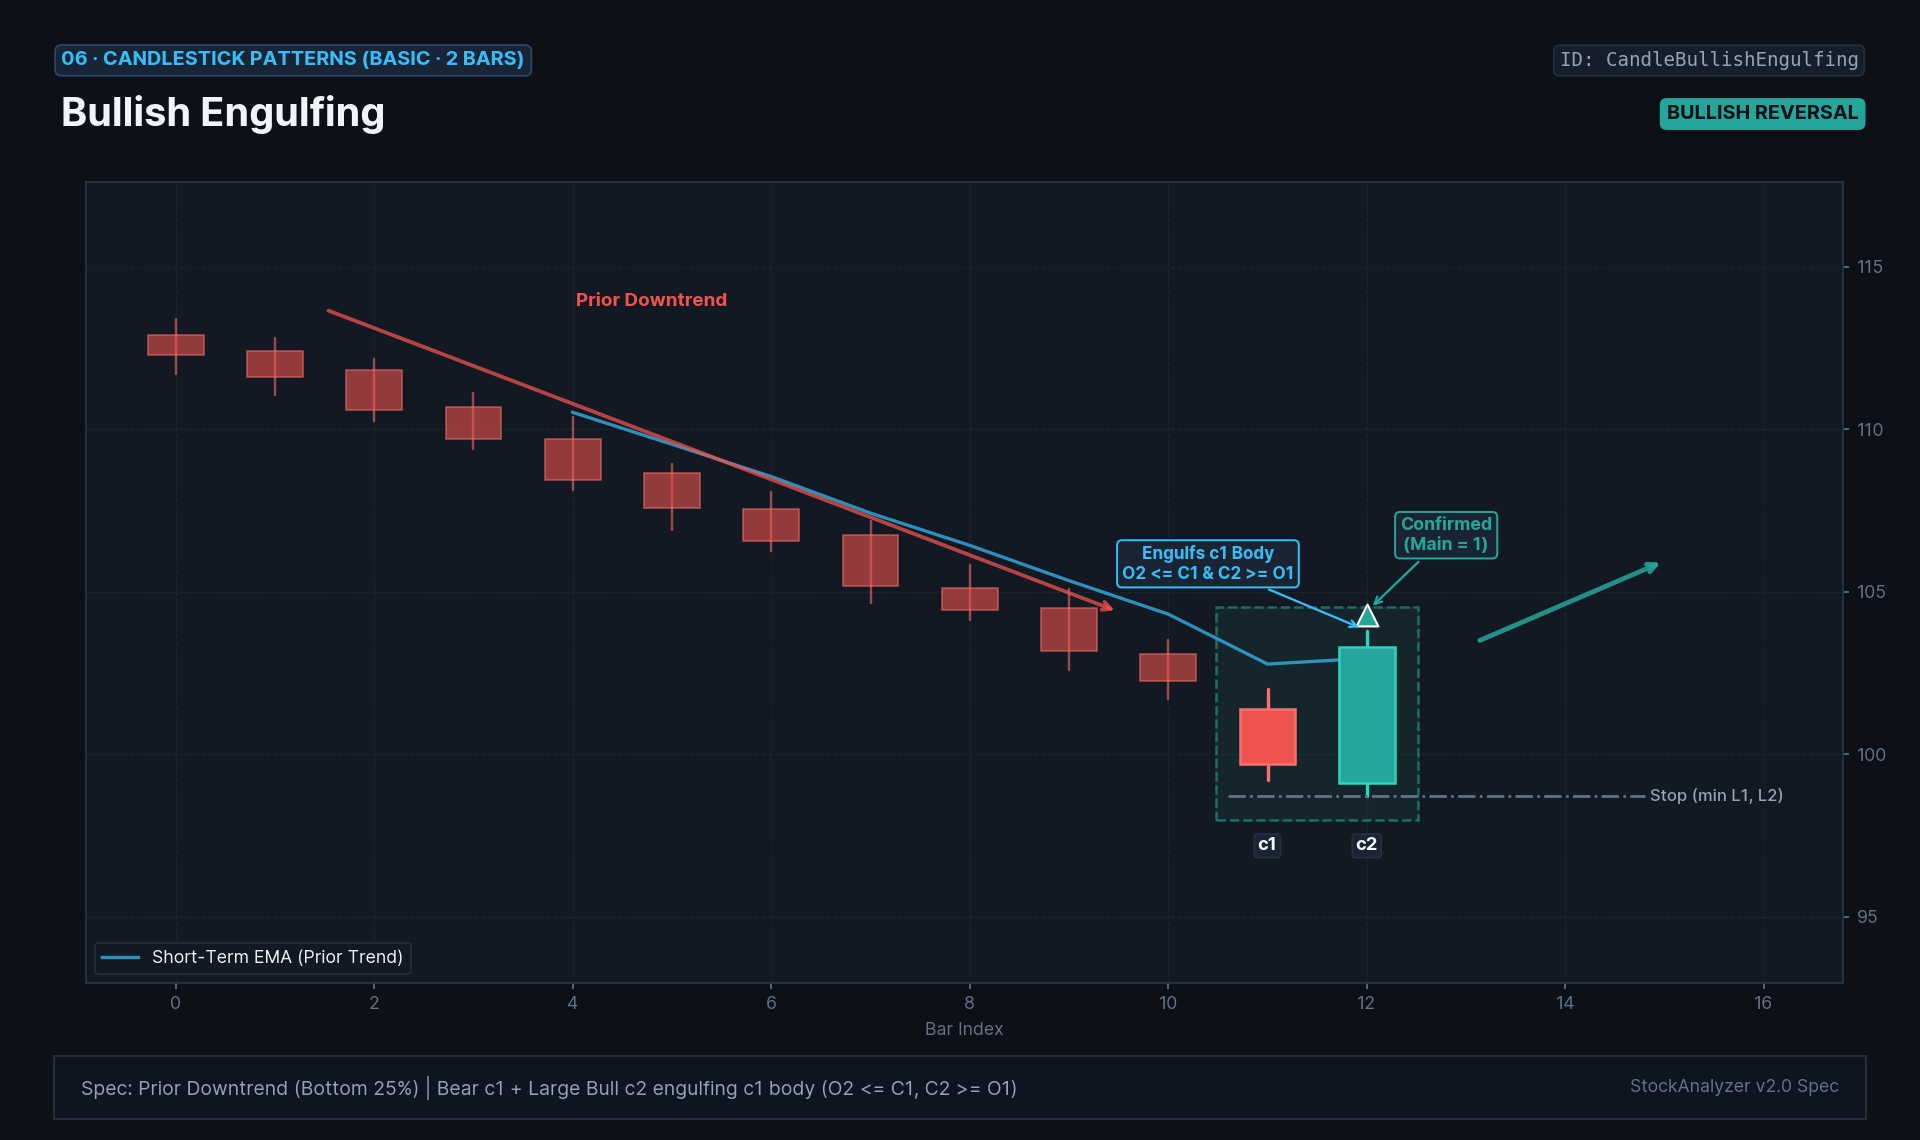 06 · CANDLESTICK PATTERNS (BASIC · 2 BARS)
ID: CandleBullishEngulfing
Bullish Engulfing
BULLISH REVERSAL
115
Prior Downtrend
110
Confirmed
(Main = 1)
Engulfs c1 Body
O2 <= C1 & C2 >= O1
105
100
Stop (min L1, L2)
c1
c2
95
Short-Term EMA (Prior Trend)
0 2 4 6 8 10 12 14 16
Bar Index
Spec: Prior Downtrend (Bottom 25%) | Bear c1 + Large Bull c2 engulfing c1 body (O2 <= C1, C2 >= O1)
StockAnalyzer v2.0 Spec